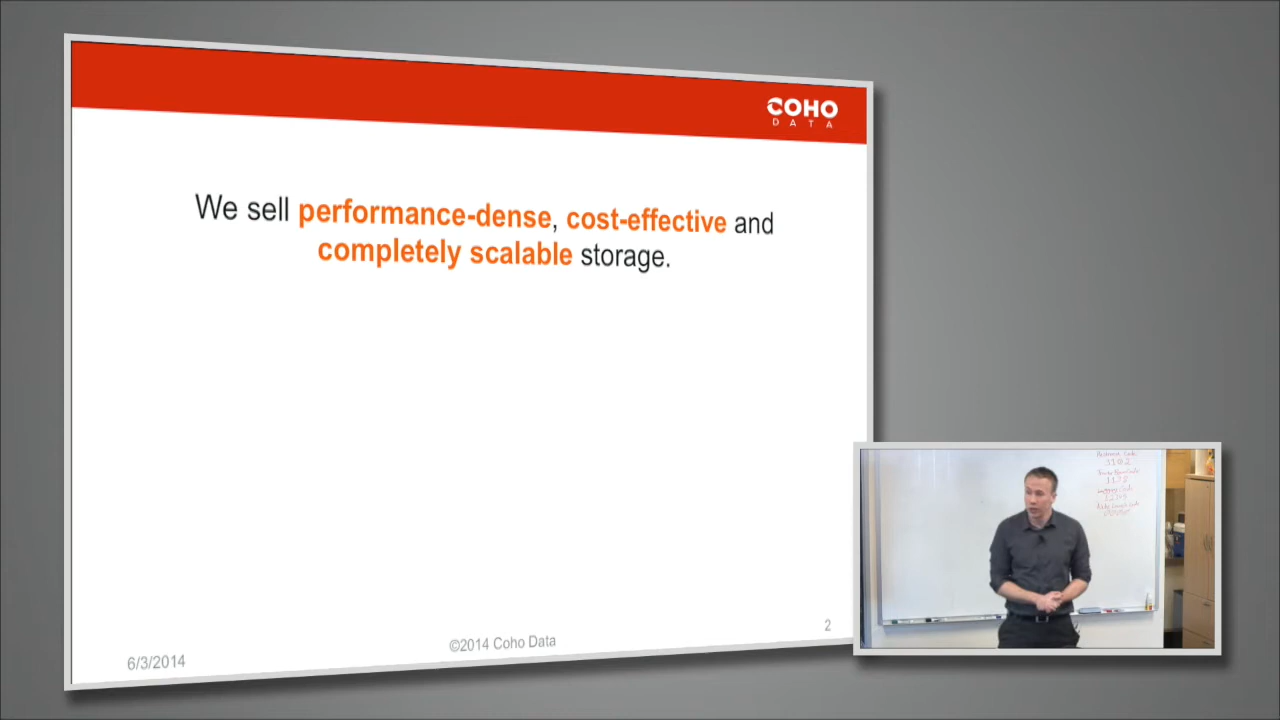 COHO
DATA
We sell performance-dense, cost-effective and
completely scalable storage.
6/3/2014
©2014 Coho Data
2